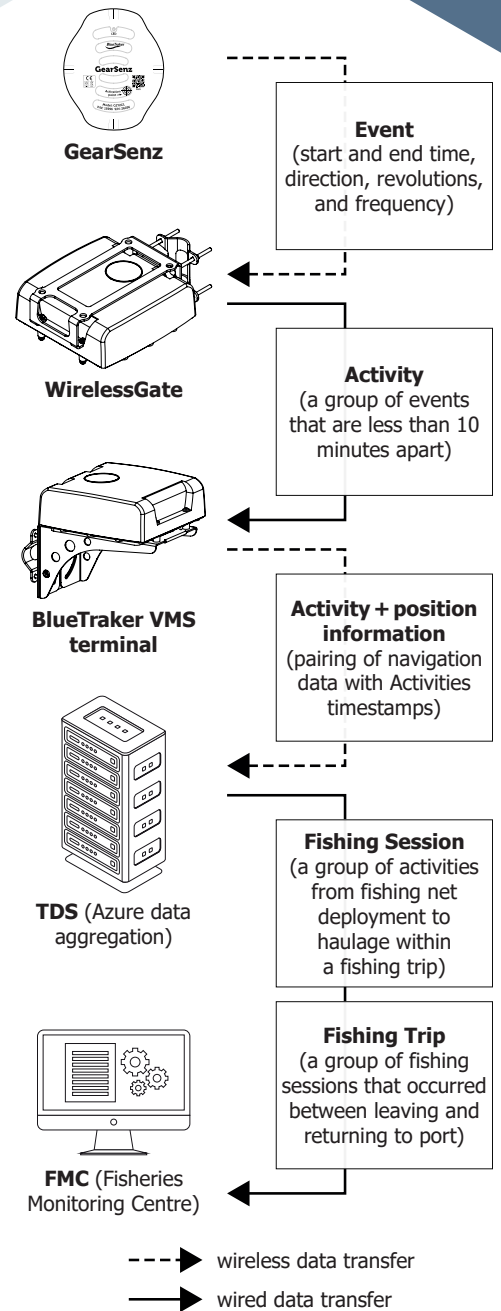 BlueTraker
GearSenz
GearSenz
Event
(start and end time,
direction, revolutions,
and frequency)
WirelessGate
Activity
(a group of events
that are less than 10
minutes apart)
BlueTraker VMS
terminal
Activity + position
information
(pairing of navigation
data with Activities
timestamps)
TDS (Azure data
aggregation)
Fishing Session
(a group of activities
from fishing net
deployment to
haulage within
a fishing trip)
Fishing Trip
(a group of fishing
sessions that occurred
between leaving and
returning to port)
FMC (Fisheries
Monitoring Centre)
wireless data transfer
wired data transfer